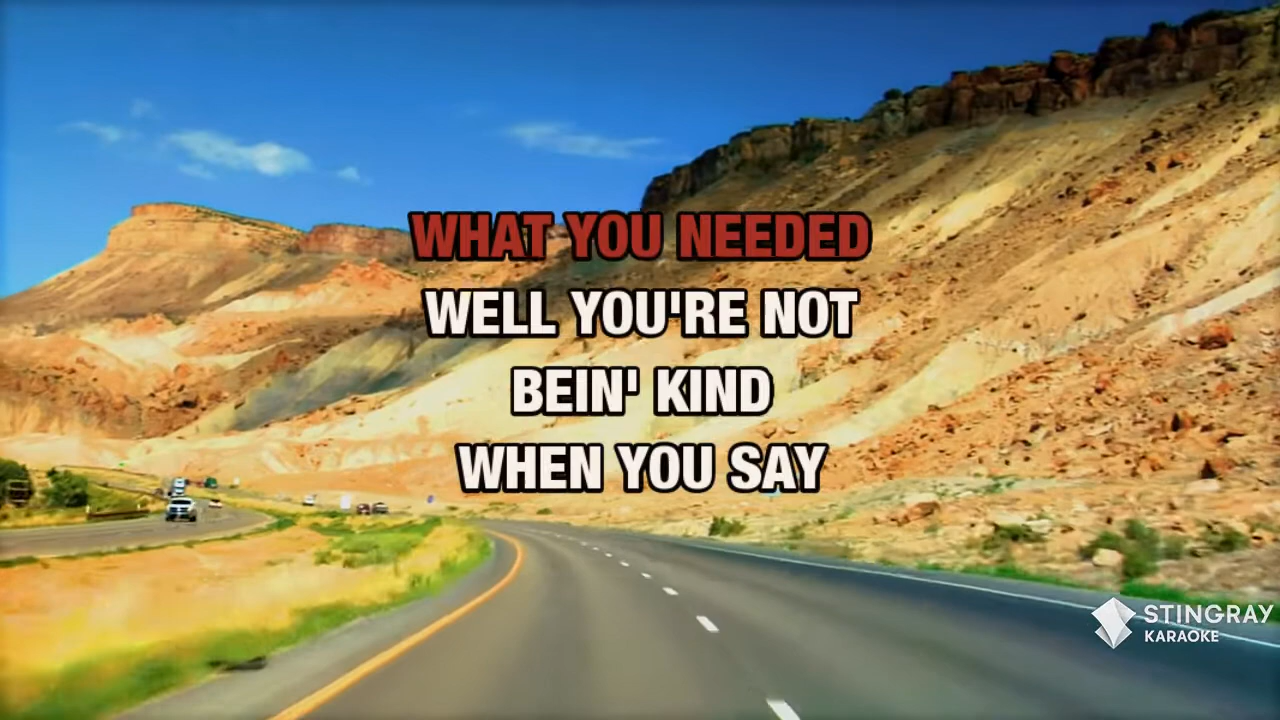 WHAT YOU NEEDED
WELL YOU'RE NOT
BEIN' KIND
WHEN YOU SAY
STINGRAY
KARAOKE